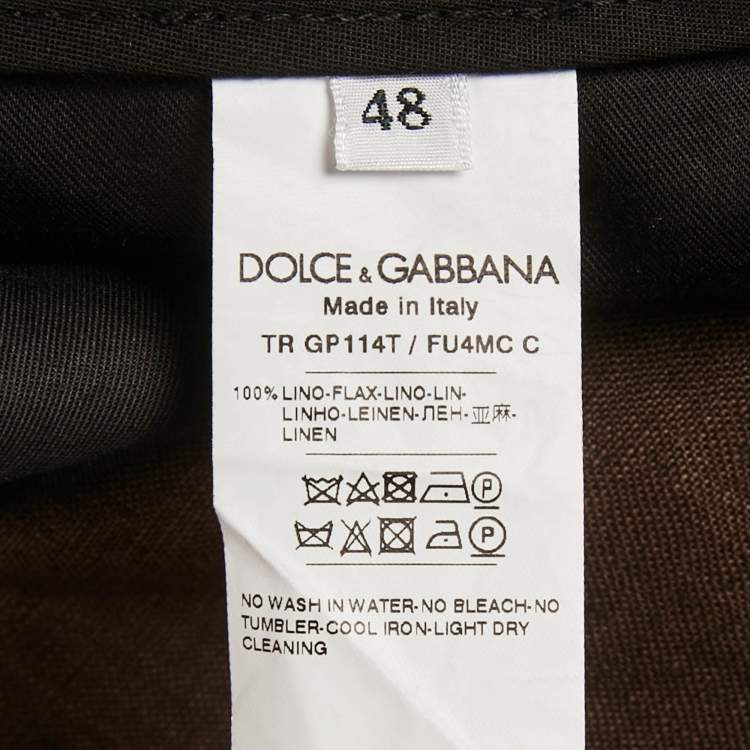 48
DOLCE & GABBANA
Made in Italy
TR GP114T / FU4MC C
100% LINO-FLAX-LINO-LIN-
LINHO-LEINEN-ЛЕН-亚麻-
LINEN
P
P
NO WASH IN WATER-NO BLEACH-NO
TUMBLER-COOL IRON-LIGHT DRY
CLEANING